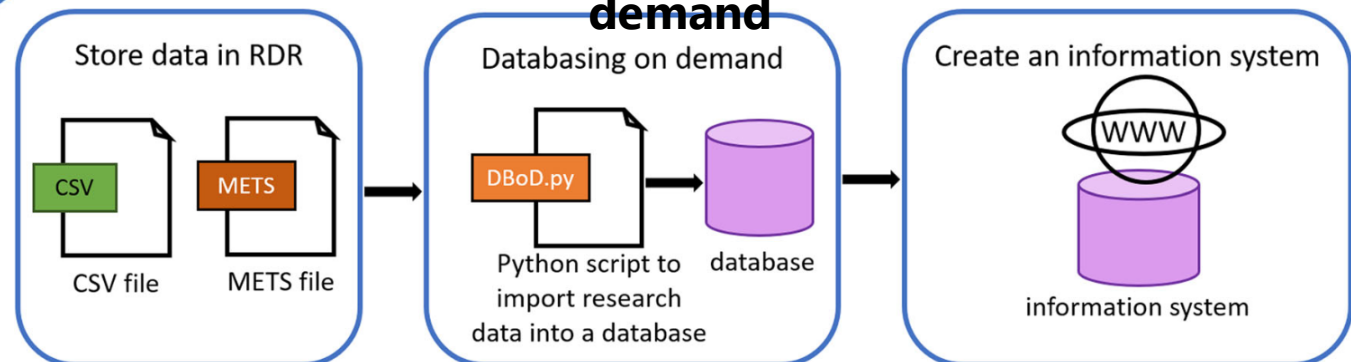 demand
Store data in RDR
CSV
METS
CSV file
METS file
Databasing on demand
DBoD.py
Python script to
import research
data into a database
database
Create an information system
WWW
information system